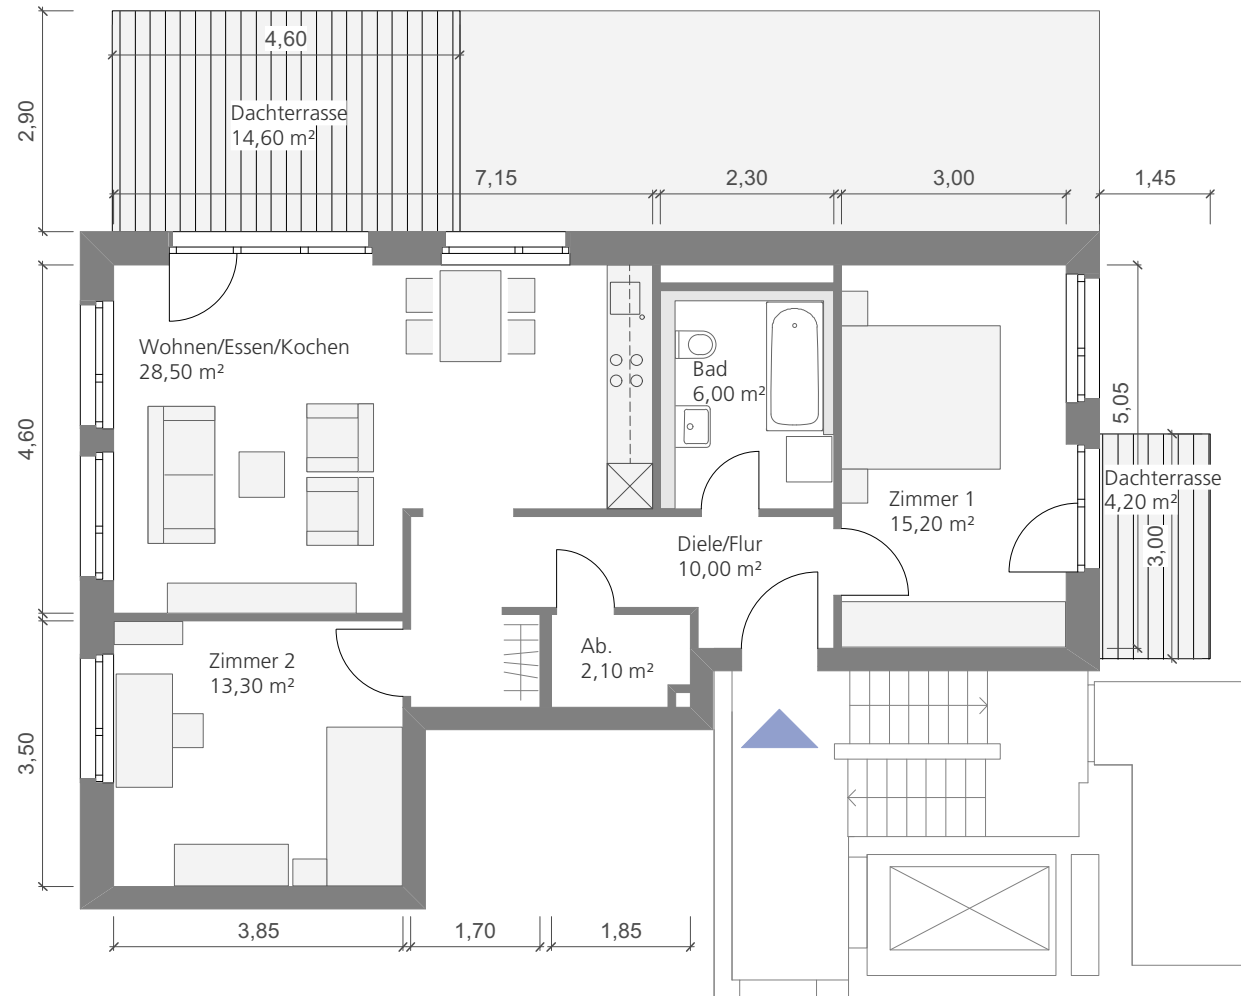 4,60
2,90
Dachterrasse
14,60 m²
7,15
2,30
3,00
1,45
Wohnen/Essen/Kochen
28,50 m²
Bad
6,00 m²
5,05
4,60
Dachterrasse
4,20 m²
3,00
Zimmer 1
15,20 m²
Diele/Flur
10,00 m²
Ab.
2,10 m²
Zimmer 2
13,30 m²
3,50
3,85
1,70
1,85